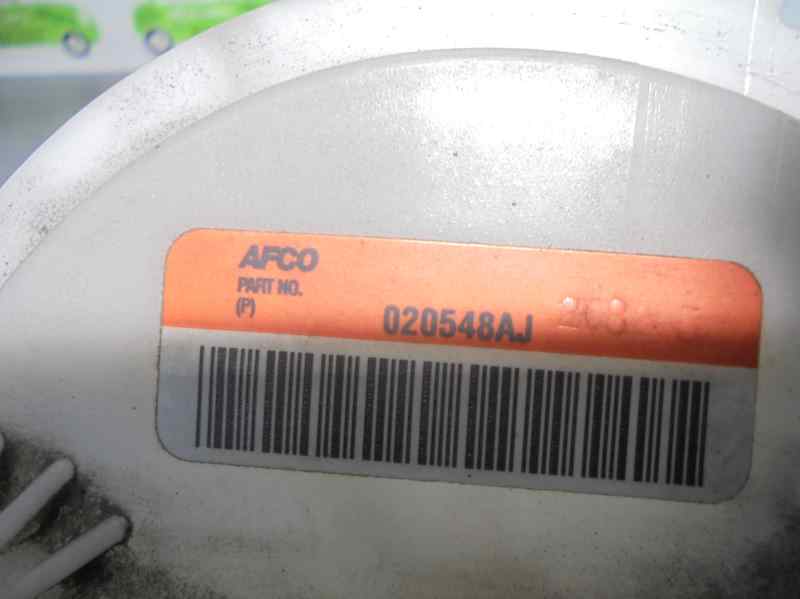 AFCO
PART NO.
(P)
020548AJ